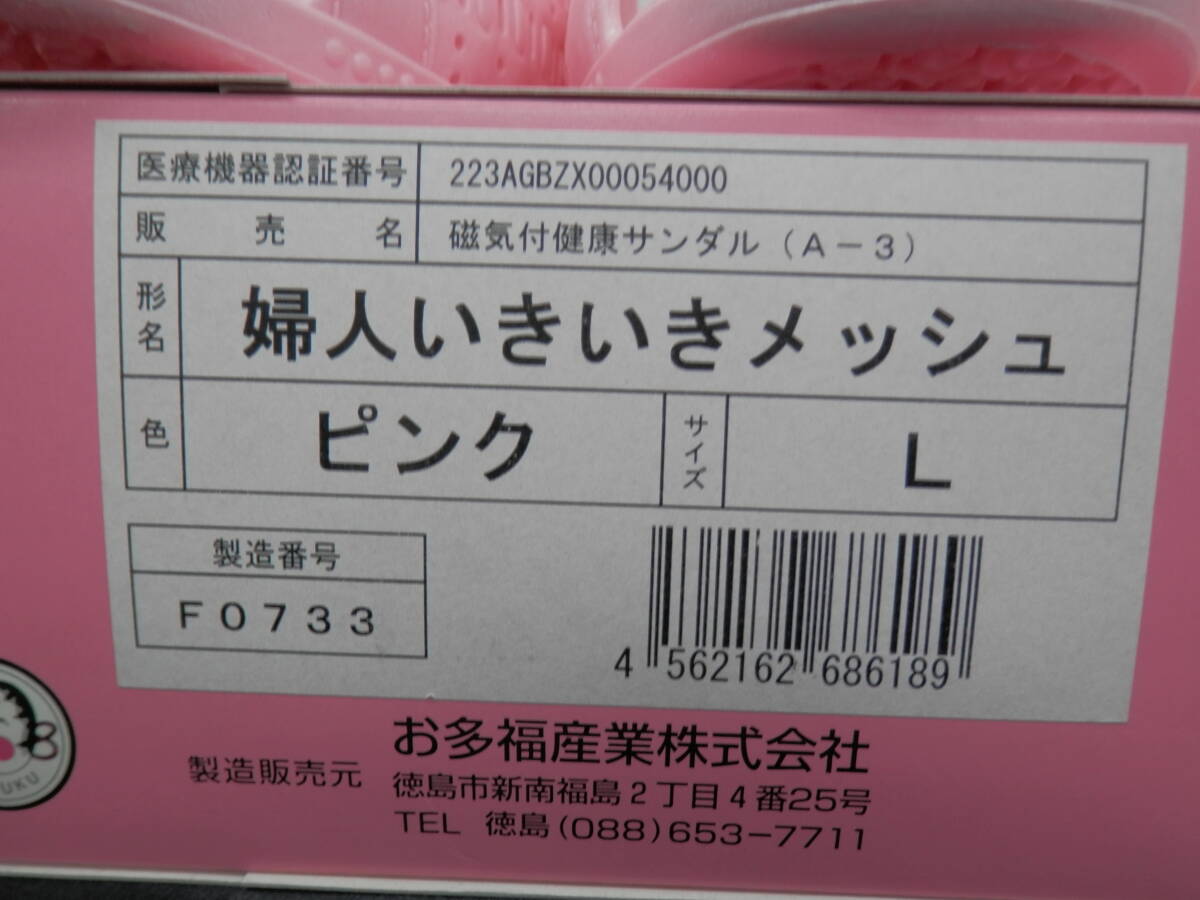 医療機器認証番号 223AGBZX00054000
販売名 磁気付健康サンダル（A－3）
形名 婦人いきいきメッシュ
色 ピンク サイズ L
製造番号
F0733
4 562162 686189
お多福産業株式会社
製造販売元
徳島市新南福島2丁目4番25号
TEL 徳島(088)653-7711
UKU